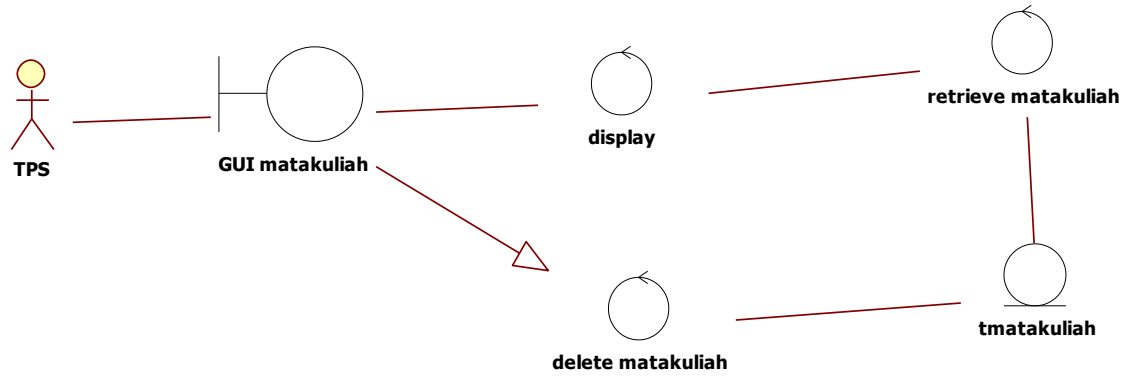 TPS
GUI matakuliah
display
retrieve matakuliah
delete matakuliah
tmatakuliah